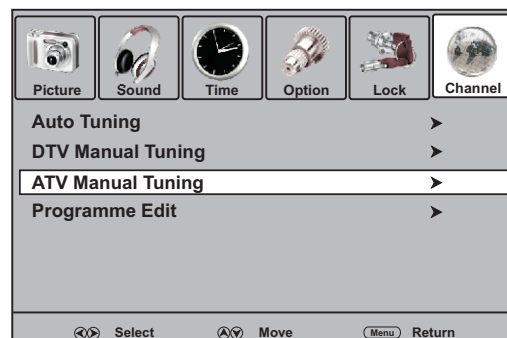 Picture Sound Time Option Lock Channel
Auto Tuning
DTV Manual Tuning
ATV Manual Tuning
Programme Edit
Select Move Menu Return